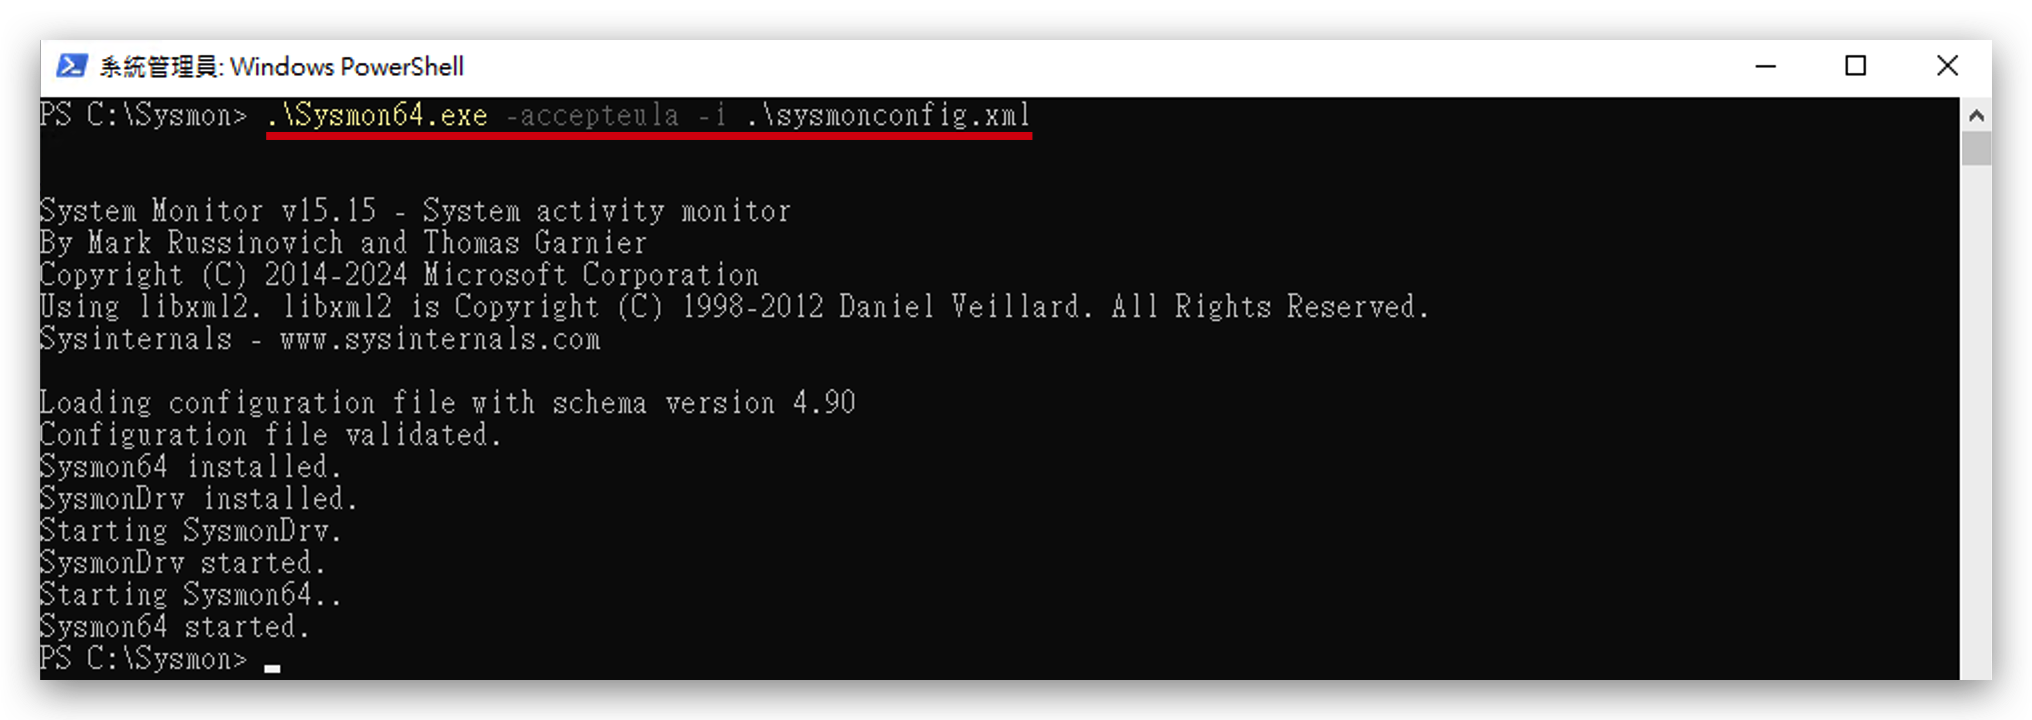 系統管理員: Windows PowerShell
PS C:\Sysmon> .\Sysmon64.exe -accepteula -i .\sysmonconfig.xml
System Monitor v15.15 - System activity monitor
By Mark Russinovich and Thomas Garnier
Copyright (C) 2014-2024 Microsoft Corporation
Using libxml2. libxml2 is Copyright (C) 1998-2012 Daniel Veillard. All Rights Reserved.
Sysinternals - www.sysinternals.com
Loading configuration file with schema version 4.90
Configuration file validated.
Sysmon64 installed.
SysmonDrv installed.
Starting SysmonDrv.
SysmonDrv started.
Starting Sysmon64..
Sysmon64 started.
PS C:\Sysmon>